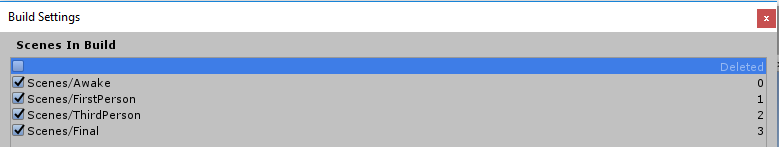 Build Settings
x
Scenes In Build
Deleted
Scenes/Awake 0
Scenes/FirstPerson 1
Scenes/ThirdPerson 2
Scenes/Final 3